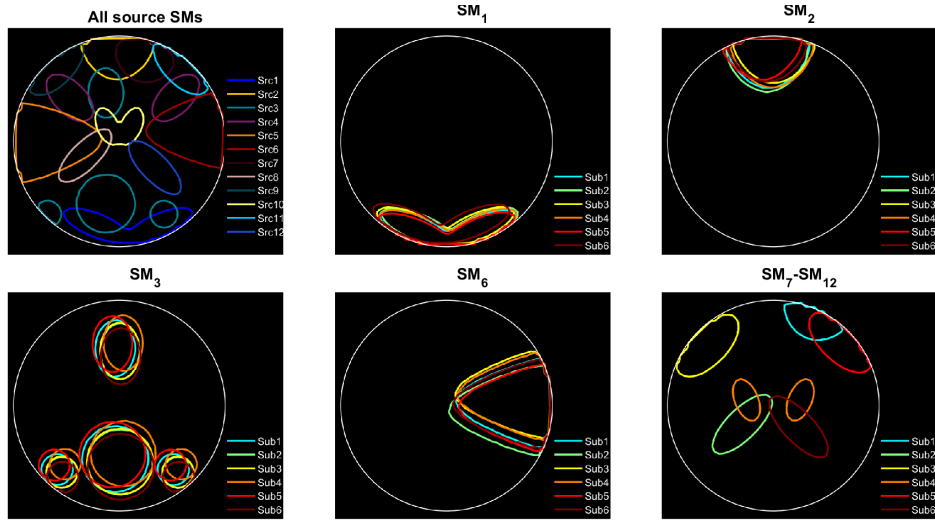 All source SMs
Src1
Src2
Src3
Src4
Src5
Src6
Src7
Src8
Src9
Src10
Src11
Src12
SM1
Sub1
Sub2
Sub3
Sub4
Sub5
Sub6
SM2
Sub1
Sub2
Sub3
Sub4
Sub5
Sub6
SM3
Sub1
Sub2
Sub3
Sub4
Sub5
Sub6
SM6
Sub1
Sub2
Sub3
Sub4
Sub5
Sub6
SM7-SM12
Sub1
Sub2
Sub3
Sub4
Sub5
Sub6